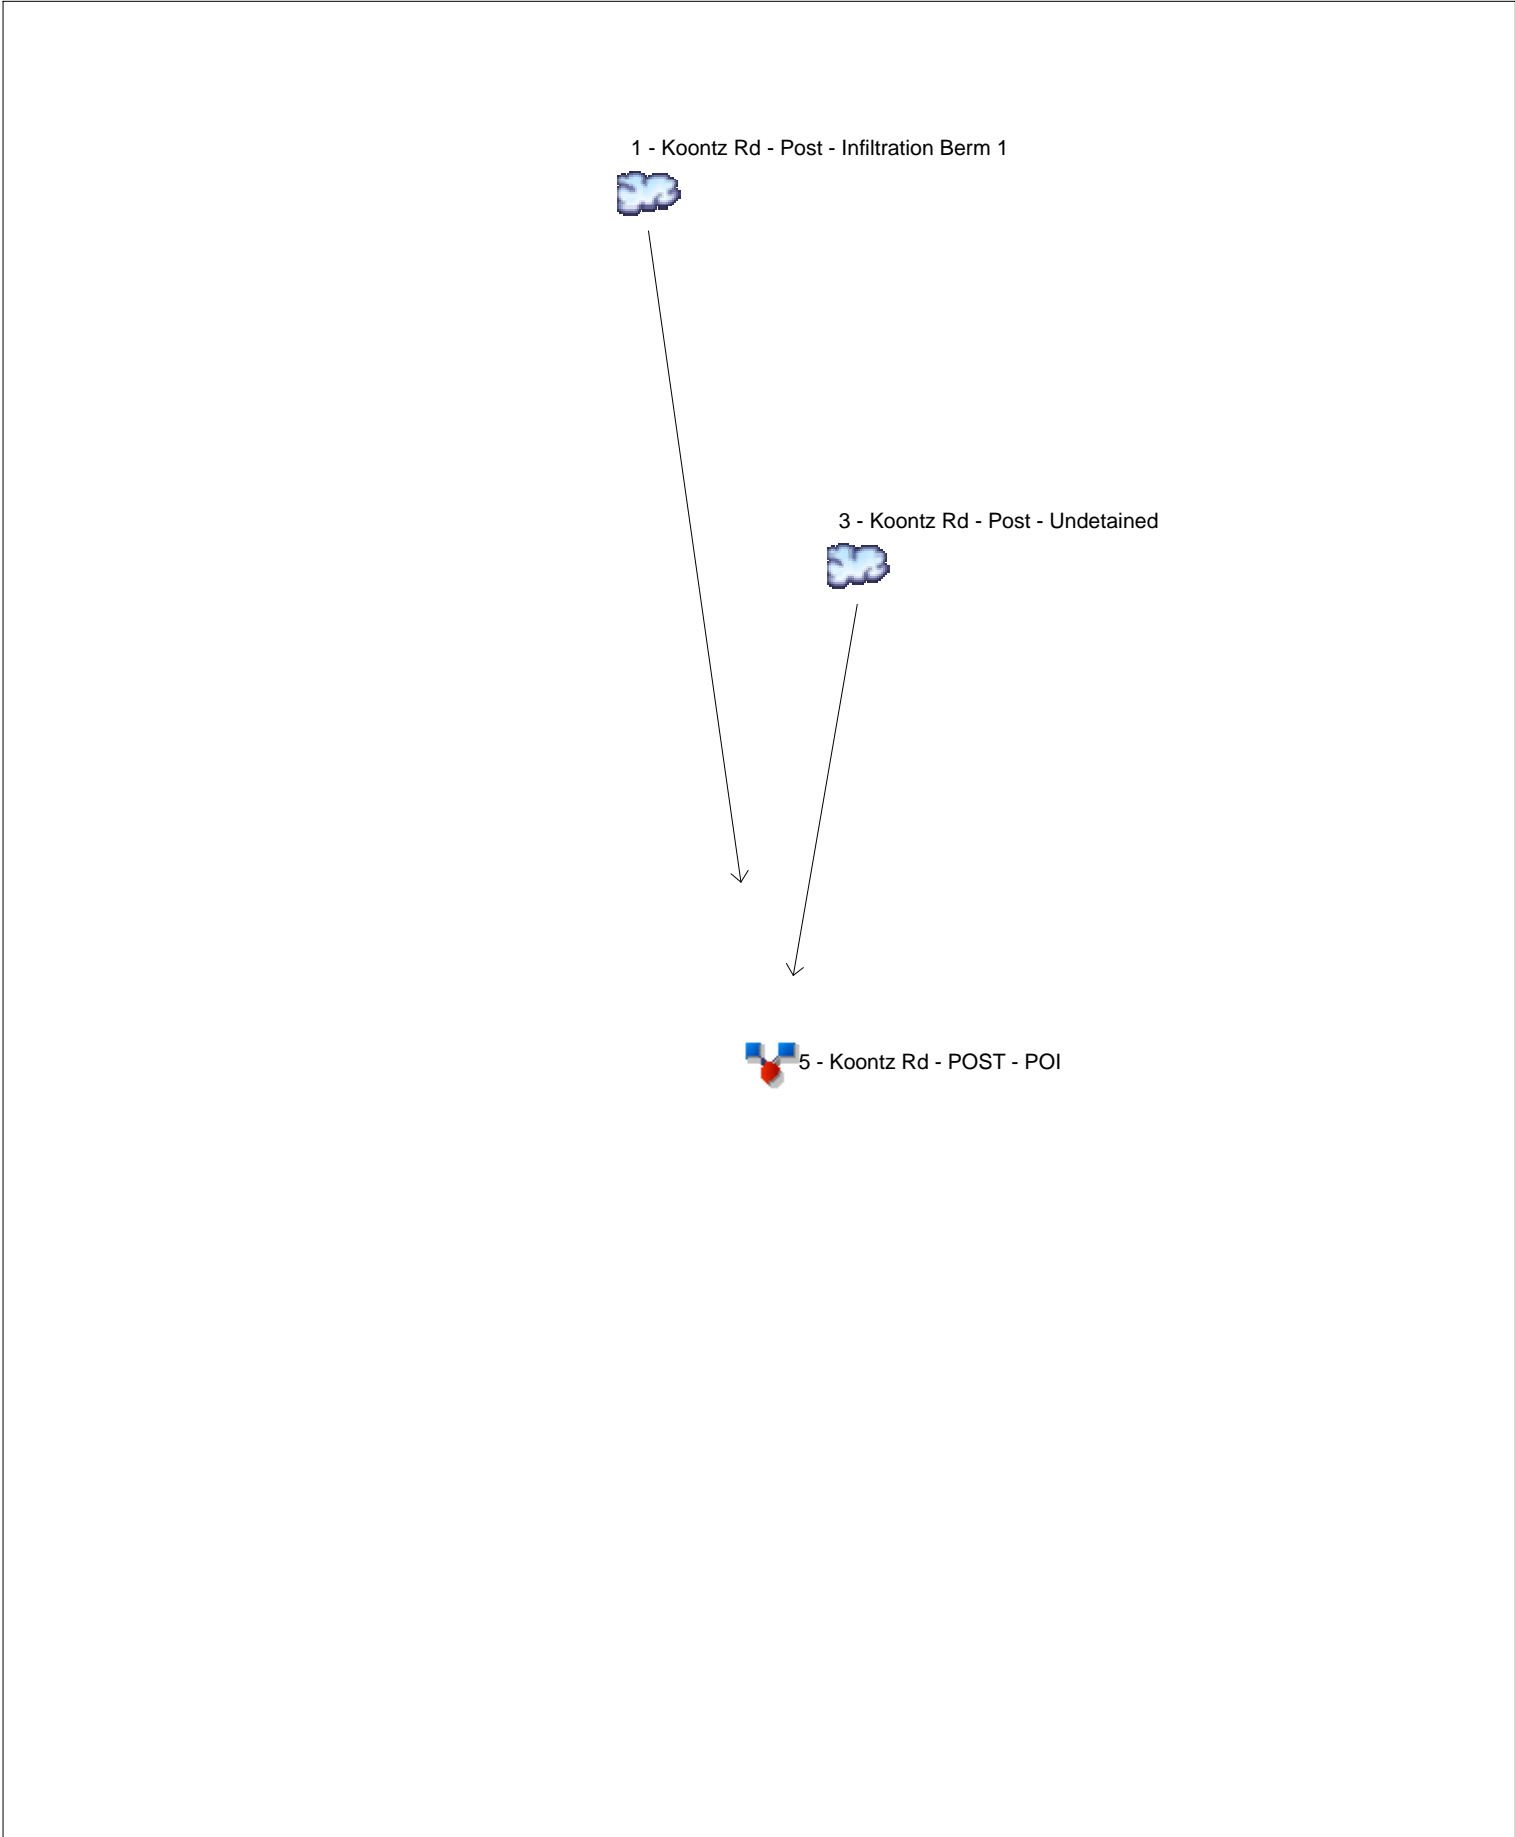 1 - Koontz Rd - Post - Infiltration Berm 1
3 - Koontz Rd - Post - Undetained
5 - Koontz Rd - POST - POI